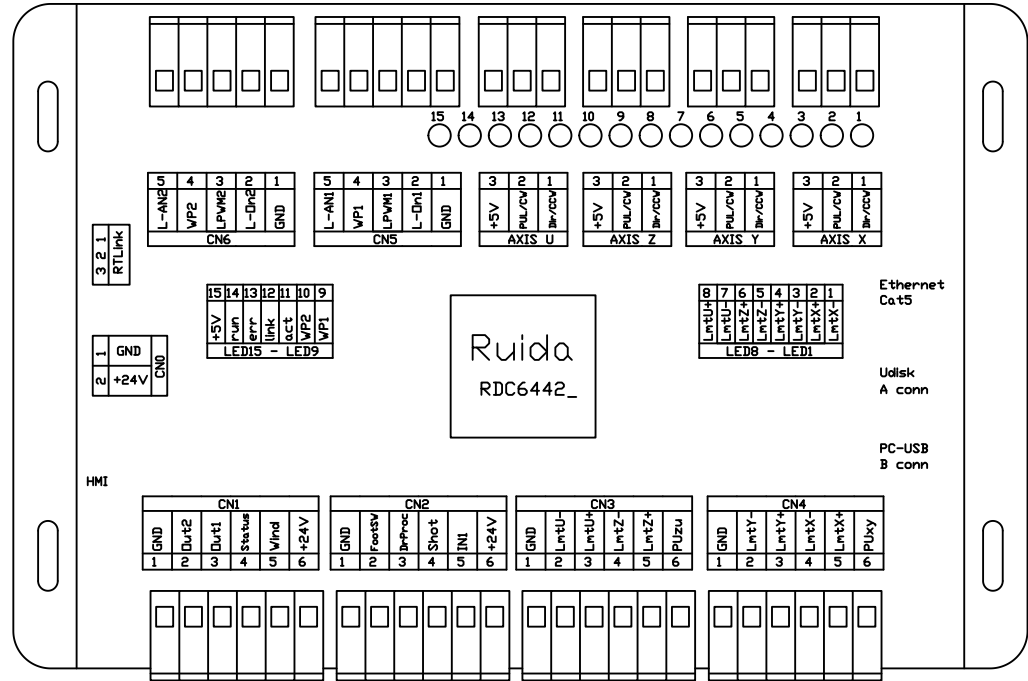 15 14 13 12 11 10 9 8 7 6 5 4 3 2 1
5 4 3 2 1
L-AN2 WP2 LPWM2 L-On2 GND
CN6
5 4 3 2 1
L-AN1 WP1 LPWM1 L-On1 GND
CN5
3 2 1
+5V PUL/CW Dir/CCW
AXIS U
3 2 1
+5V PUL/CW Dir/CCW
AXIS Z
3 2 1
+5V PUL/CW Dir/CCW
AXIS Y
3 2 1
+5V PUL/CW Dir/CCW
AXIS X
3 2 1
RTLink
15 14 13 12 11 10 9
+5V run err link act WP2 WP1
LED15 - LED9
8 7 6 5 4 3 2 1
LmtU+ LmtU- LmtZ+ LmtZ- LmtY+ LmtY- LmtX+ LmtX-
LED8 - LED1
Ethernet
Cat5
Ruida
RDC6442_
1 GND
2 +24V
CN0
Udisk
A conn
PC-USB
B conn
HMI
CN1
GND Out2 Out1 Status Wind +24V
1 2 3 4 5 6
CN2
GND FootSW DrProc Shot IN1 +24V
1 2 3 4 5 6
CN3
GND LmtU- LmtU+ LmtZ- LmtZ+ PUzu
1 2 3 4 5 6
CN4
GND LmtY- LmtY+ LmtX- LmtX+ PUxy
1 2 3 4 5 6